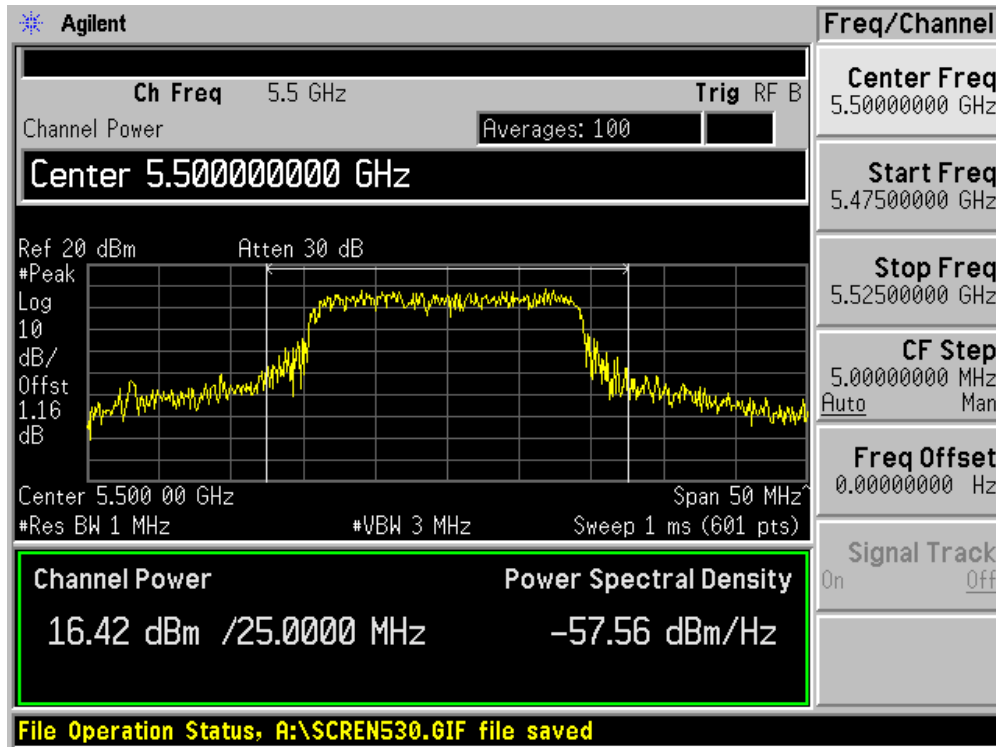 Agilent
Freq/Channel
Ch Freq 5.5 GHz Trig RF B
Channel Power Averages: 100
Center 5.500000000 GHz
Ref 20 dBm Atten 30 dB
#Peak
Log
10
dB/
Offst
1.16
dB
Center 5.500 00 GHz Span 50 MHz^
#Res BW 1 MHz #VBW 3 MHz Sweep 1 ms (601 pts)
Channel Power Power Spectral Density
16.42 dBm /25.0000 MHz -57.56 dBm/Hz
File Operation Status, A:\SCREN530.GIF file saved
Center Freq
5.50000000 GHz
Start Freq
5.47500000 GHz
Stop Freq
5.52500000 GHz
CF Step
5.00000000 MHz
Auto Man
Freq Offset
0.00000000 Hz
Signal Track
On Off